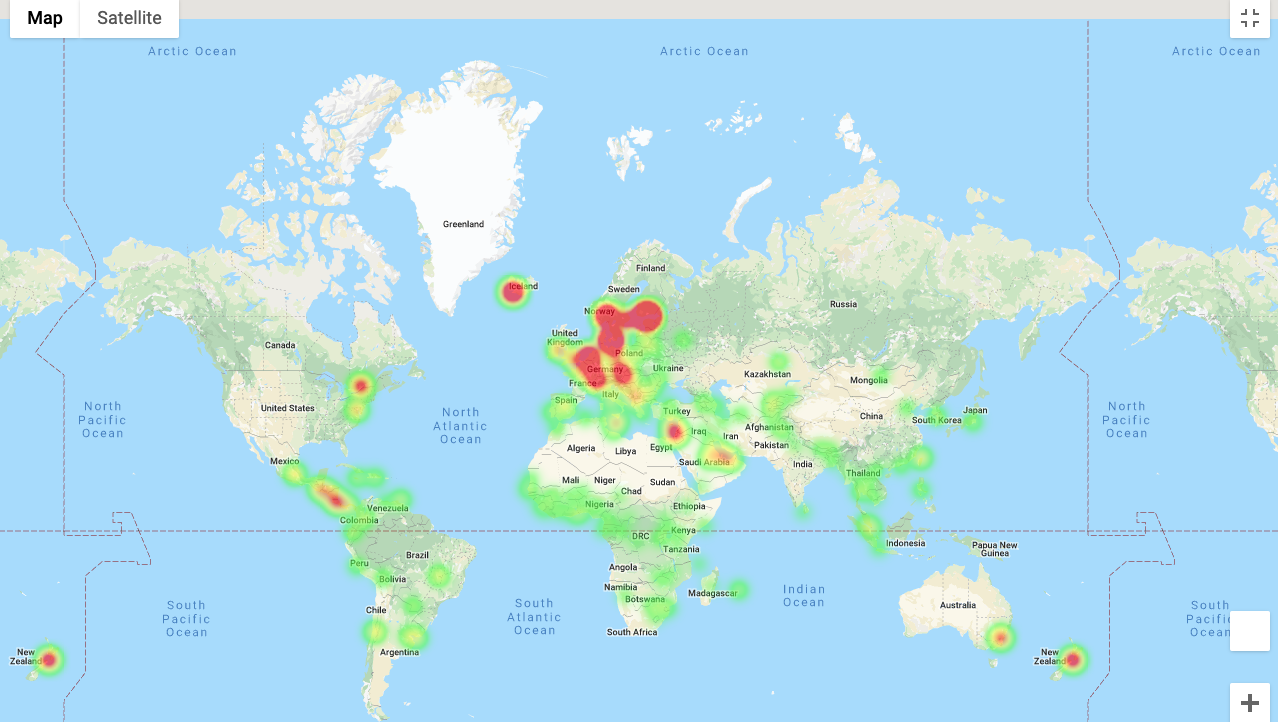 Map
Satellite
Arctic Ocean
Arctic Ocean
Arctic Ocean
Greenland
Iceland
Finland
Sweden
Norway
Russia
United
Kingdom
Canada
Poland
Germany
Ukraine
Kazakhstan
Mongolia
France
Italy
Spain
United States
North
Pacific
Ocean
North
Atlantic
Ocean
Turkey
China
South Korea
Japan
North
Pacific
Ocean
Iraq
Iran
Afghanistan
Pakistan
Algeria
Libya
Egypt
Saudi Arabia
India
Mexico
Mali
Niger
Chad
Sudan
Thailand
Venezuela
Colombia
Nigeria
Ethiopia
DRC
Kenya
Tanzania
Indonesia
Papua New
Guinea
Brazil
Peru
Bolivia
Angola
Namibia
Botswana
Madagascar
Indian
Ocean
South
Pacific
Ocean
South
Atlantic
Ocean
Chile
Australia
South
Pacific
Ocean
South Africa
Argentina
New
Zealand
New
Zealand